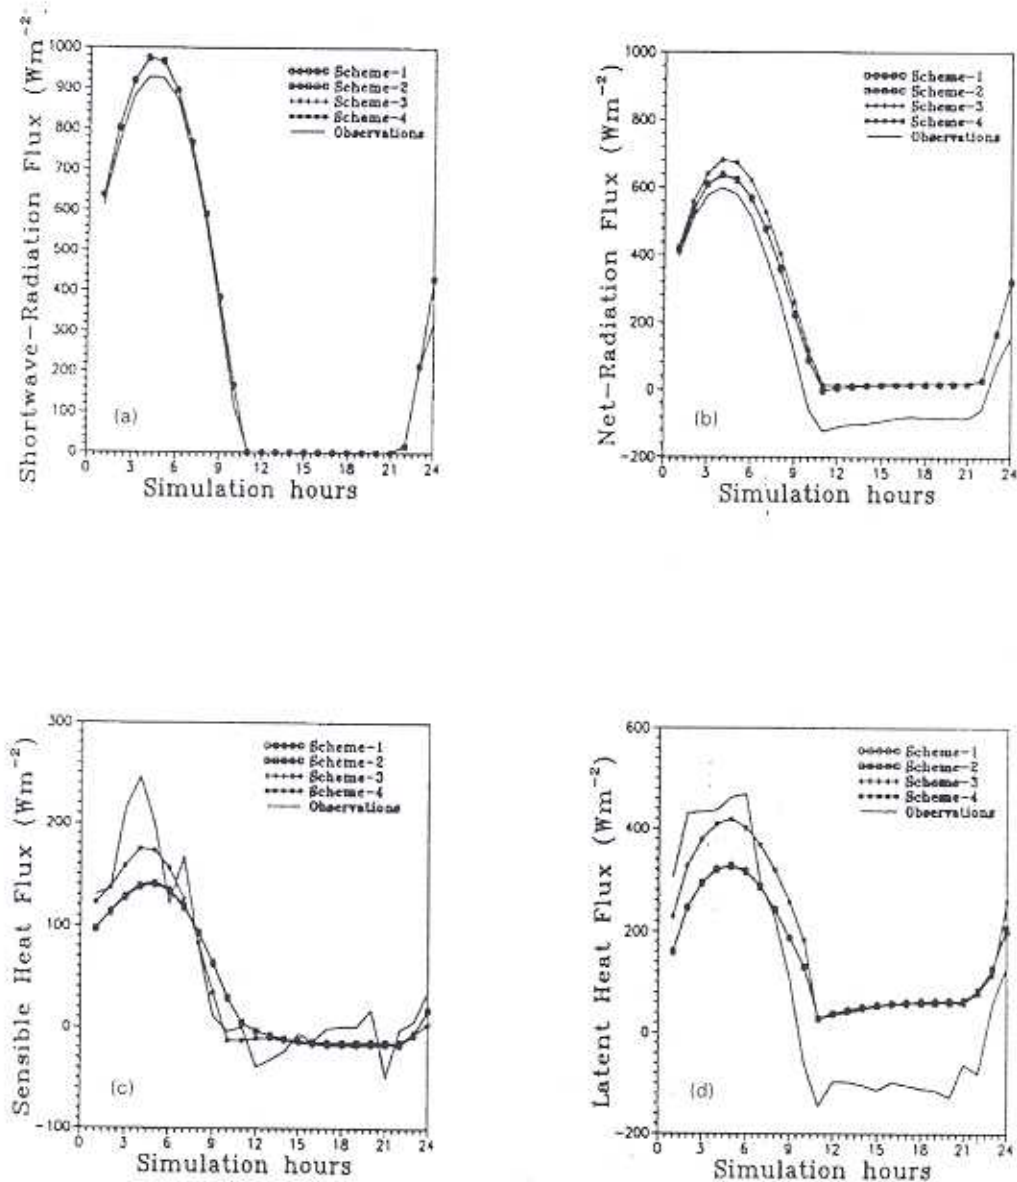 Shortwave-Radiation Flux (Wm⁻²)
1000
900
800
700
600
500
400
300
200
100
0
Scheme-1
Scheme-2
Scheme-3
Scheme-4
Observations
(a)
0 3 6 9 12 15 18 21 24
Simulation hours
Net-Radiation Flux (Wm⁻²)
1000
800
600
400
200
0
-200
Scheme-1
Scheme-2
Scheme-3
Scheme-4
Observations
(b)
0 3 6 9 12 15 18 21 24
Simulation hours
Sensible Heat Flux (Wm⁻²)
300
200
100
0
-100
Scheme-1
Scheme-2
Scheme-3
Scheme-4
Observations
(c)
0 3 6 9 12 15 18 21 24
Simulation hours
Latent Heat Flux (Wm⁻²)
600
400
200
0
-200
Scheme-1
Scheme-2
Scheme-3
Scheme-4
Observations
(d)
0 3 6 9 12 15 18 21 24
Simulation hours